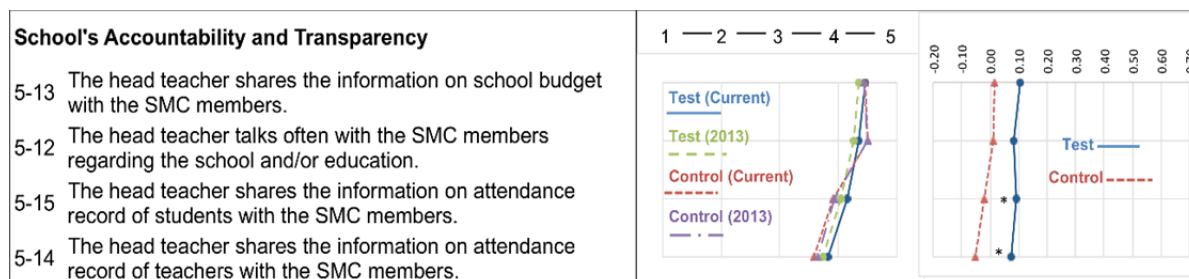 School's Accountability and Transparency
5-13 The head teacher shares the information on school budget
with the SMC members.
5-12 The head teacher talks often with the SMC members
regarding the school and/or education.
5-15 The head teacher shares the information on attendance
record of students with the SMC members.
5-14 The head teacher shares the information on attendance
record of teachers with the SMC members.
1 — 2 — 3 — 4 — 5
Test (Current)
Test (2013)
Control (Current)
Control (2013)
-0.20 0.00 0.10 0.20 0.30 0.40 0.50 0.60
Test
Control
*
*